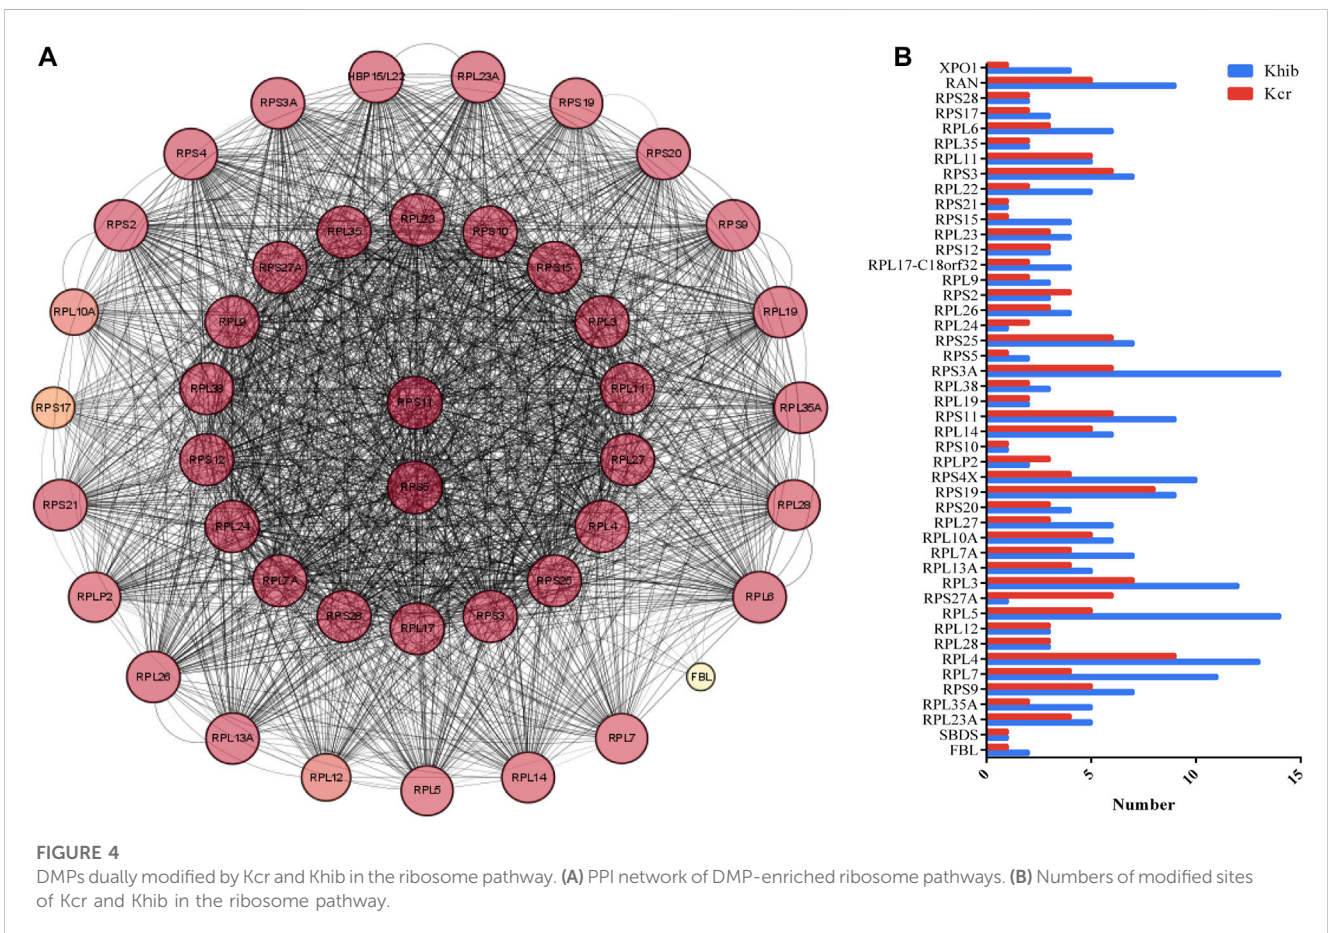 A
HBP15/L22
RPL23A
RPS3A
RPS19
RPS4
RPS20
RPS2
RPS9
RPL23
RPL35
RPS10
RPS27A
RPS15
RPL10A
RPL9
RPL3
RPL19
RPL38
RPS11
RPL11
RPS17
RPL35A
RPS12
RPL27
RPS5
RPS21
RPL28
RPL24
RPL4
RPL7A
RPS25
RPLP2
RPL6
RPS28
RPL17
RPS3
RPL26
FBL
RPL13A
RPL7
RPL12
RPL14
RPL5
B
Khib
Kcr
XPO1
RAN
RPS28
RPS17
RPL6
RPL35
RPL11
RPS3
RPL22
RPS21
RPS15
RPL23
RPS12
RPL17-C18orf32
RPL9
RPS2
RPL26
RPL24
RPS25
RPS5
RPS3A
RPL38
RPL19
RPS11
RPL14
RPS10
RPLP2
RPS4X
RPS19
RPS20
RPL27
RPL10A
RPL7A
RPL13A
RPL3
RPS27A
RPL5
RPL12
RPL28
RPL4
RPL7
RPS9
RPL35A
RPL23A
SBDS
FBL
0 5 10 15
Number
FIGURE 4
DMPs dually modified by Kcr and Khib in the ribosome pathway. (A) PPI network of DMP-enriched ribosome pathways. (B) Numbers of modified sites
of Kcr and Khib in the ribosome pathway.